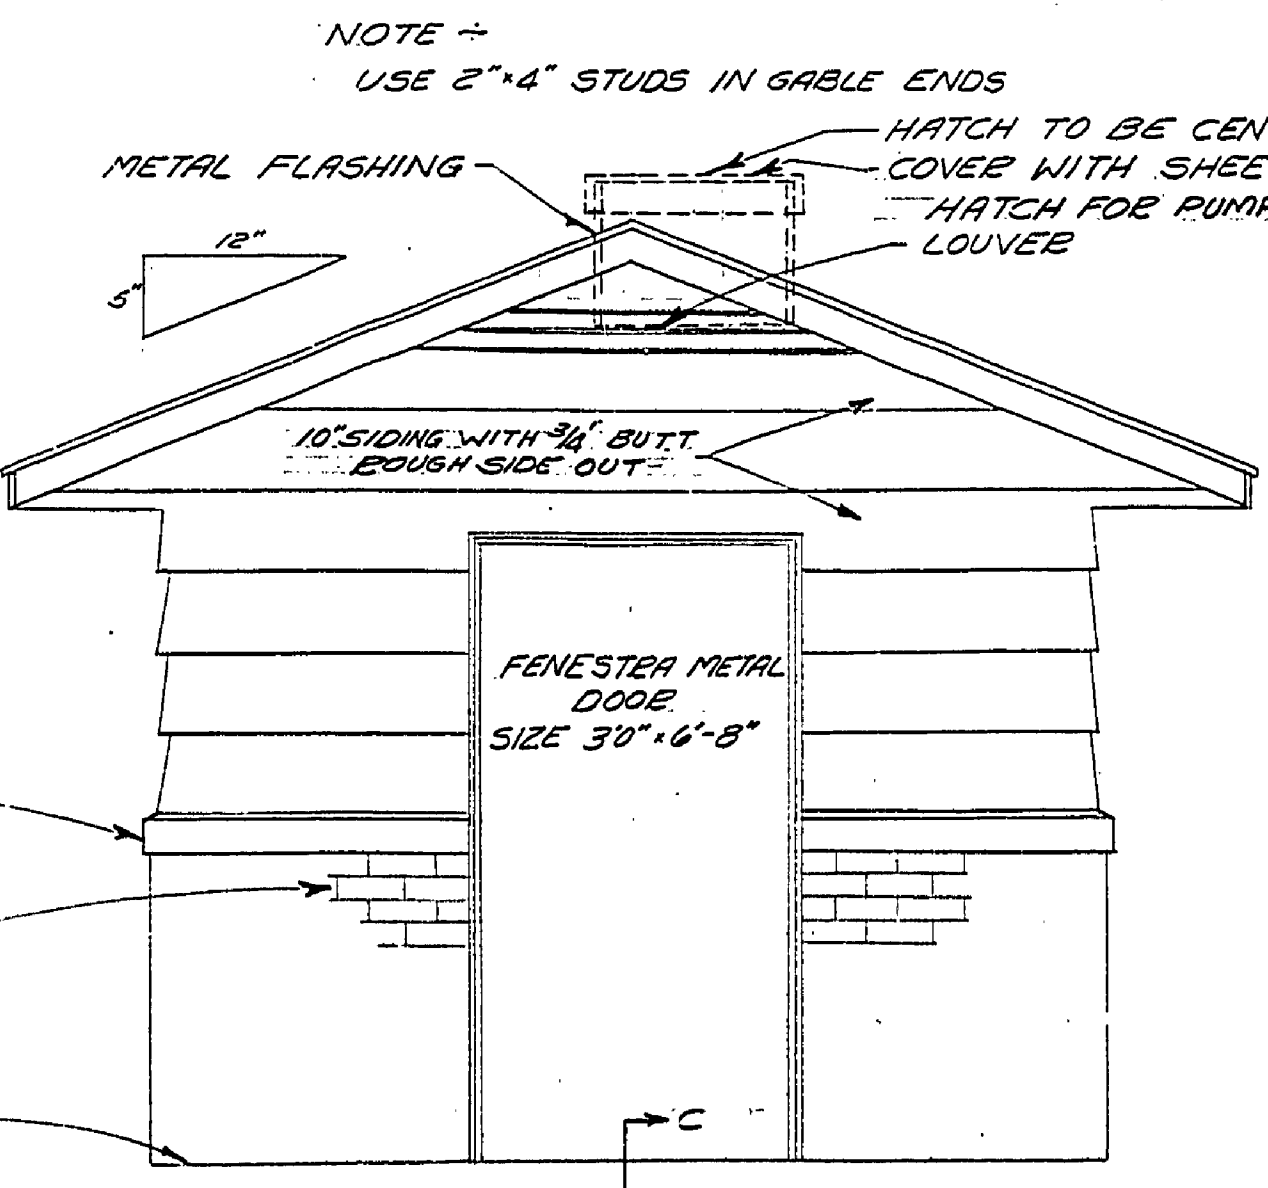 NOTE ÷
USE 2"x4" STUDS IN GABLE ENDS
HATCH TO BE CEN
METAL FLASHING
COVER WITH SHEE
HATCH FOR PUMP
LOUVER
12"
5"
10" SIDING WITH 3/4" BUTT
ROUGH SIDE OUT
FENESTRA METAL
DOOR
SIZE 3'0" x 6'-8"
C